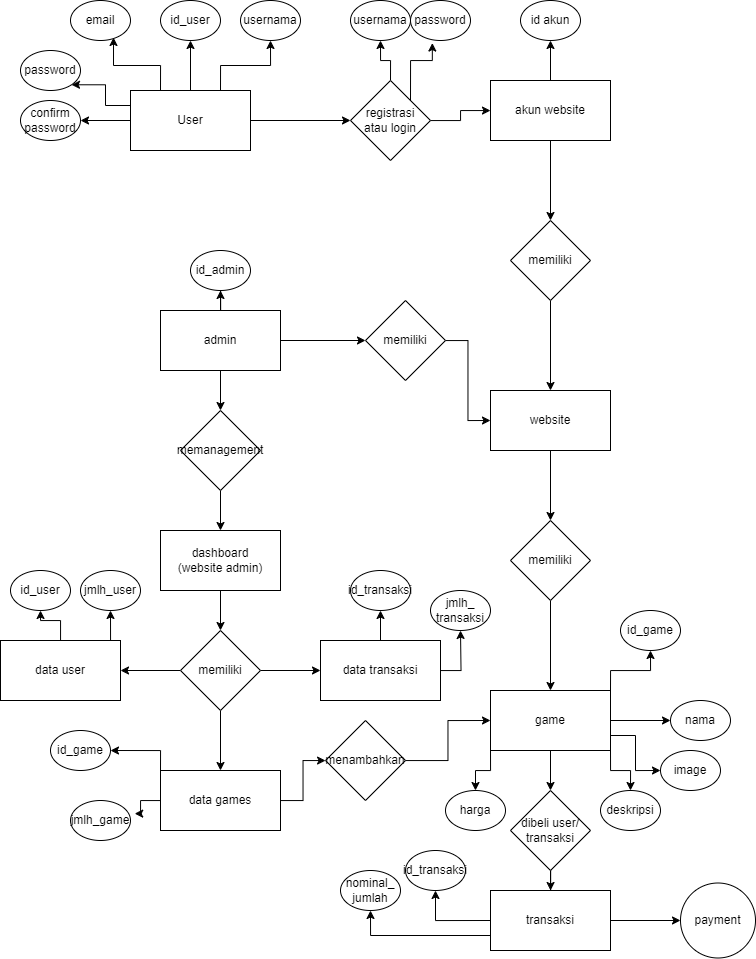 email
id_user
usernama
usernama
password
id akun
password
confirm
password
User
registrasi
atau login
akun website
memiliki
id_admin
admin
memiliki
website
memanagement
dashboard
(website admin)
memiliki
id_user
jmlh_user
id_transaksi
jmlh_
transaksi
data user
memiliki
data transaksi
id_game
game
nama
id_game
menambahkan
image
data games
jmlh_game
harga
deskripsi
dibeli user/
transaksi
id_transaksi
nominal_
jumlah
transaksi
payment